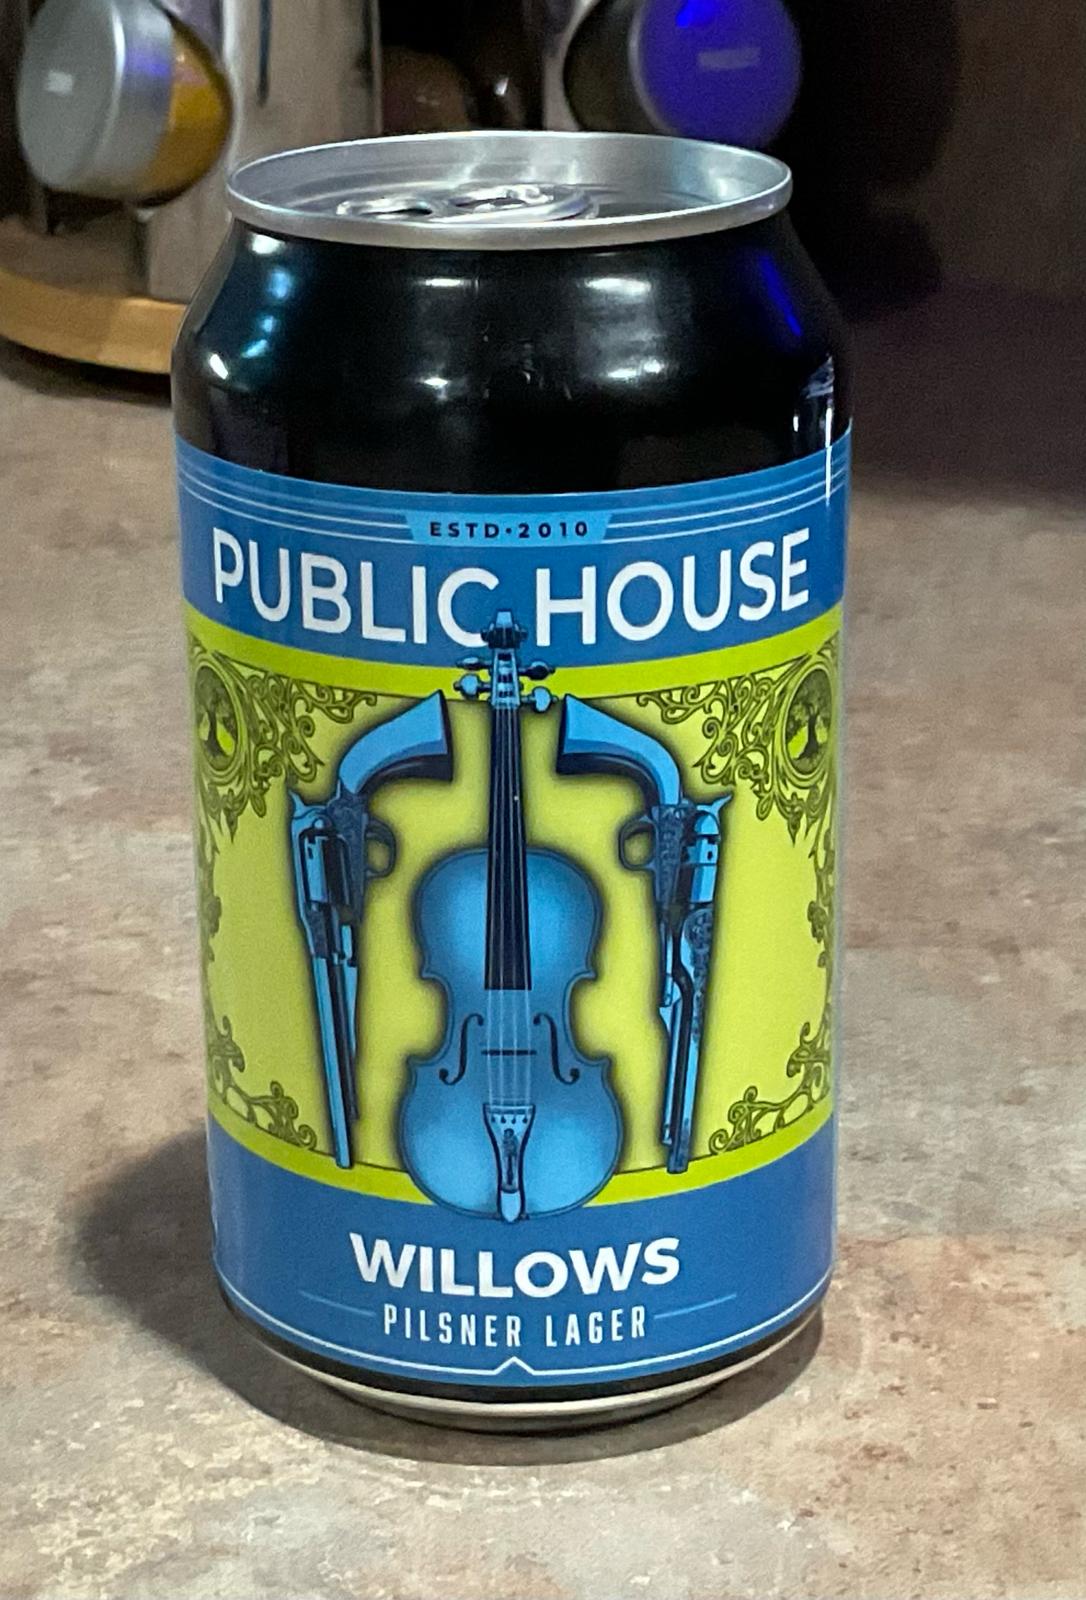 ESTD•2010
PUBLIC HOUSE
WILLOWS
PILSNER LAGER